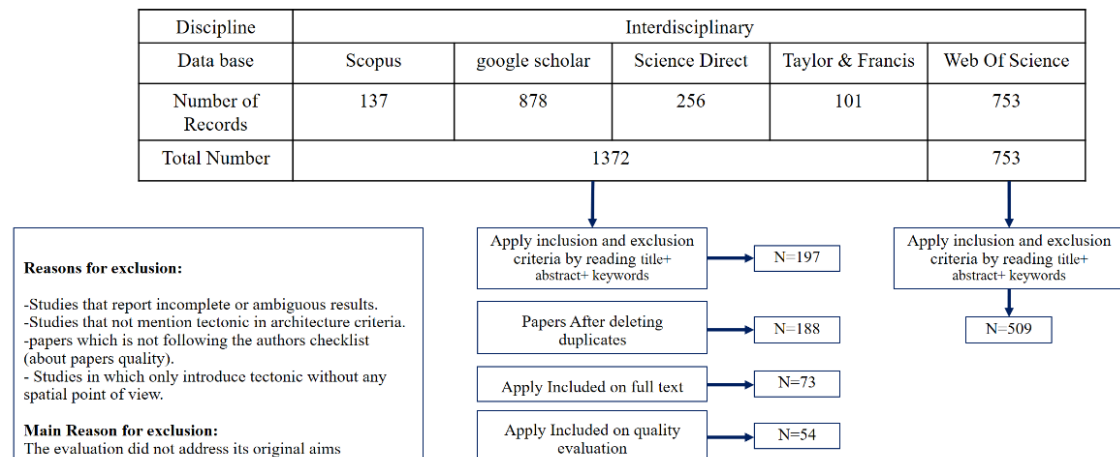 Discipline Interdisciplinary
Data base Scopus google scholar Science Direct Taylor & Francis Web Of Science
Number of Records 137 878 256 101 753
Total Number 1372 753
Reasons for exclusion:
-Studies that report incomplete or ambiguous results.
-Studies that not mention tectonic in architecture criteria.
-papers which is not following the authors checklist
(about papers quality).
- Studies in which only introduce tectonic without any
spatial point of view.
Main Reason for exclusion:
The evaluation did not address its original aims
Apply inclusion and exclusion
criteria by reading title+
abstract+ keywords
N=197
Papers After deleting
duplicates
N=188
Apply Included on full text
N=73
Apply Included on quality
evaluation
N=54
Apply inclusion and exclusion
criteria by reading title+
abstract+ keywords
N=509